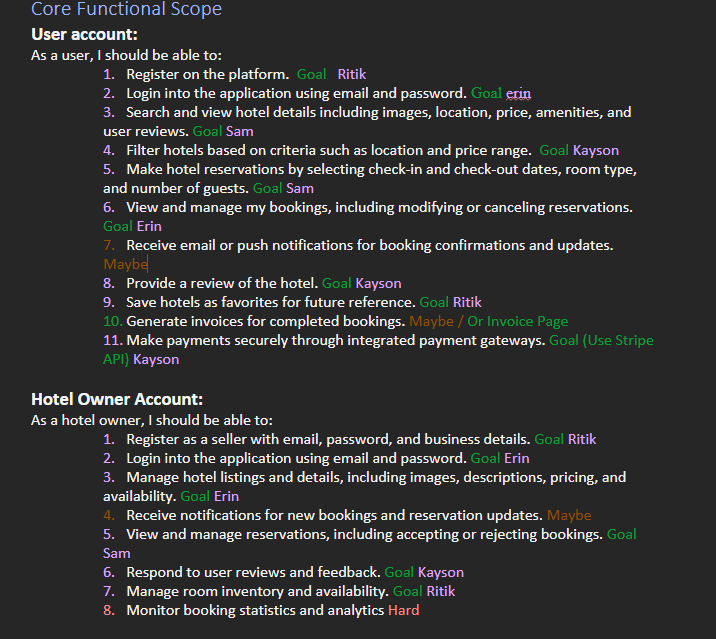 Core Functional Scope
User account:
As a user, I should be able to:
1. Register on the platform. Goal Ritik
2. Login into the application using email and password. Goal erin
3. Search and view hotel details including images, location, price, amenities, and
user reviews. Goal Sam
4. Filter hotels based on criteria such as location and price range. Goal Kayson
5. Make hotel reservations by selecting check-in and check-out dates, room type,
and number of guests. Goal Sam
6. View and manage my bookings, including modifying or canceling reservations.
Goal Erin
7. Receive email or push notifications for booking confirmations and updates.
Maybe
8. Provide a review of the hotel. Goal Kayson
9. Save hotels as favorites for future reference. Goal Ritik
10. Generate invoices for completed bookings. Maybe / Or Invoice Page
11. Make payments securely through integrated payment gateways. Goal (Use Stripe
API) Kayson
Hotel Owner Account:
As a hotel owner, I should be able to:
1. Register as a seller with email, password, and business details. Goal Ritik
2. Login into the application using email and password. Goal Erin
3. Manage hotel listings and details, including images, descriptions, pricing, and
availability. Goal Erin
4. Receive notifications for new bookings and reservation updates. Maybe
5. View and manage reservations, including accepting or rejecting bookings. Goal
Sam
6. Respond to user reviews and feedback. Goal Kayson
7. Manage room inventory and availability. Goal Ritik
8. Monitor booking statistics and analytics Hard